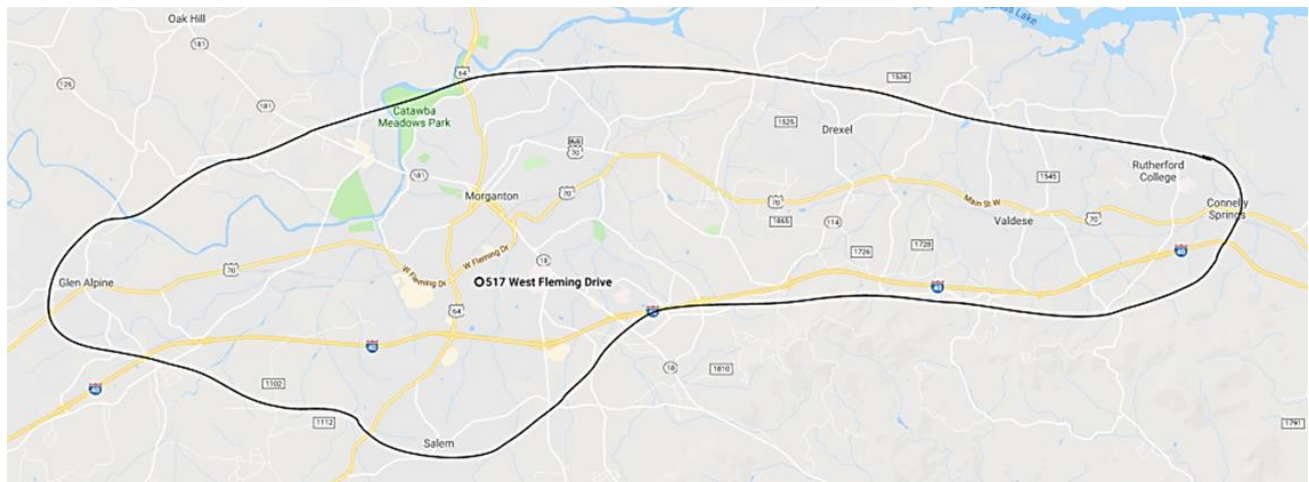 Oak Hill
181
64
126
181
Catawba
Meadows Park
1536
1525
Drexel
70
181
Morganton
70
Rutherford
College
1545
Main St W
70
1865
Connelly
Springs
Valdese
70
114
1728
1726
W Fleming Dr
18
70
W Fleming Dr
40
Glen Alpine
517 West Fleming Drive
40
64
40
18
1810
1102
40
1112
Salem
1791